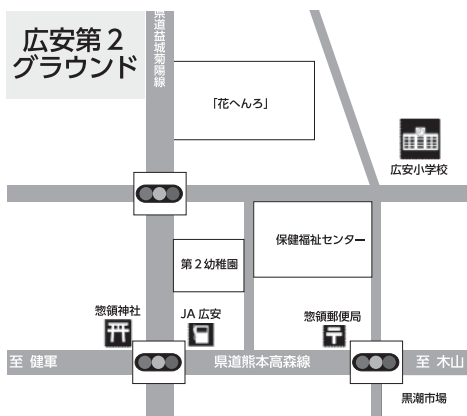 広安第2
グラウンド
県道益城菊陽線
「花へんろ」
広安小学校
保健福祉センター
第2幼稚園
惣領神社
JA広安
惣領郵便局
至 健軍
県道熊本高森線
至 木山
黒潮市場